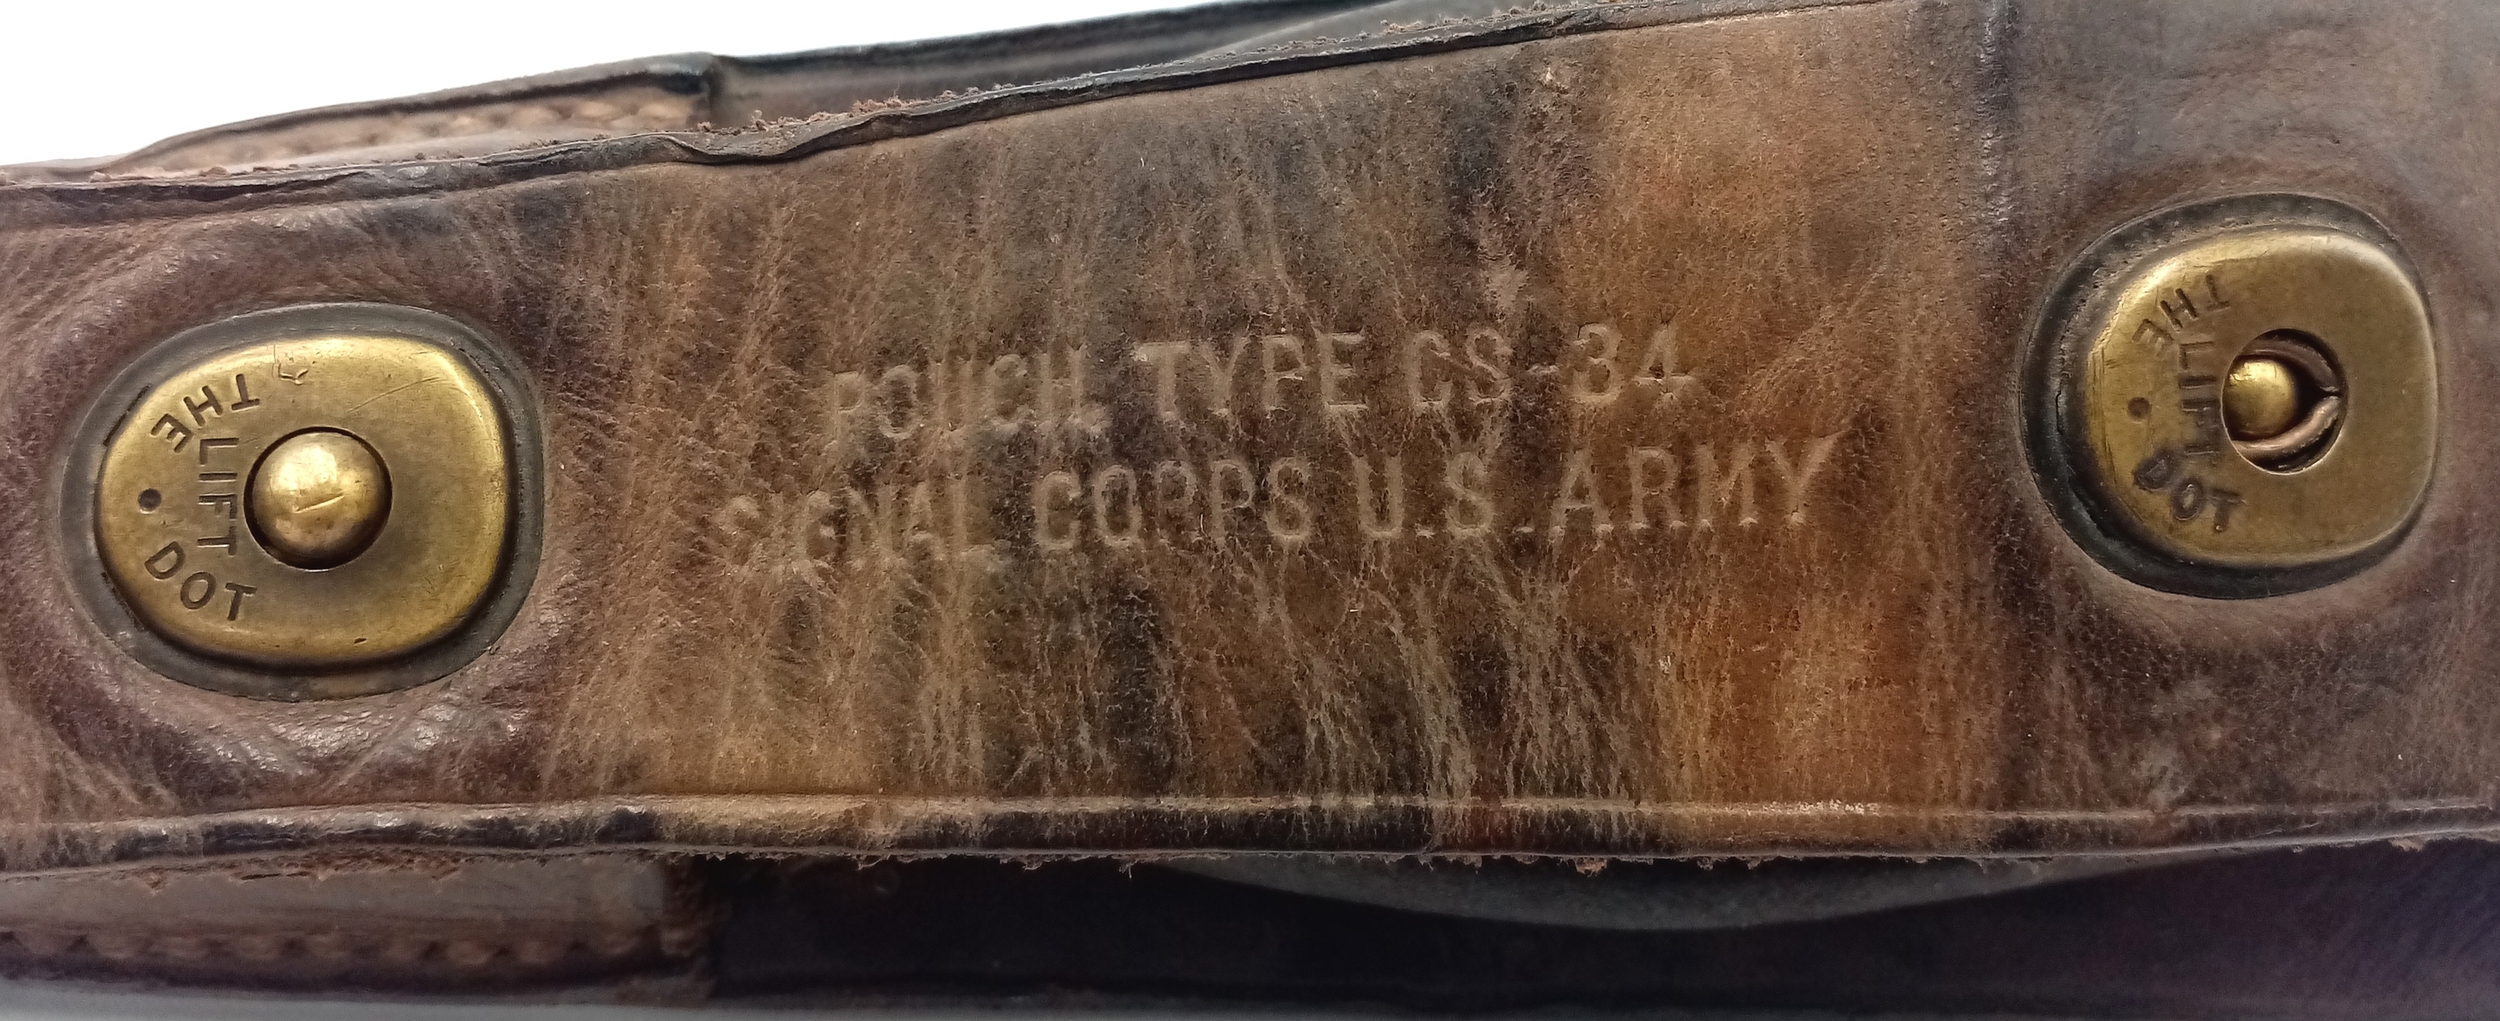 THE
LIFT
DOT
POUCH TYPE CS-34
SIGNAL CORPS U.S. ARMY
THE
LIFT
DOT